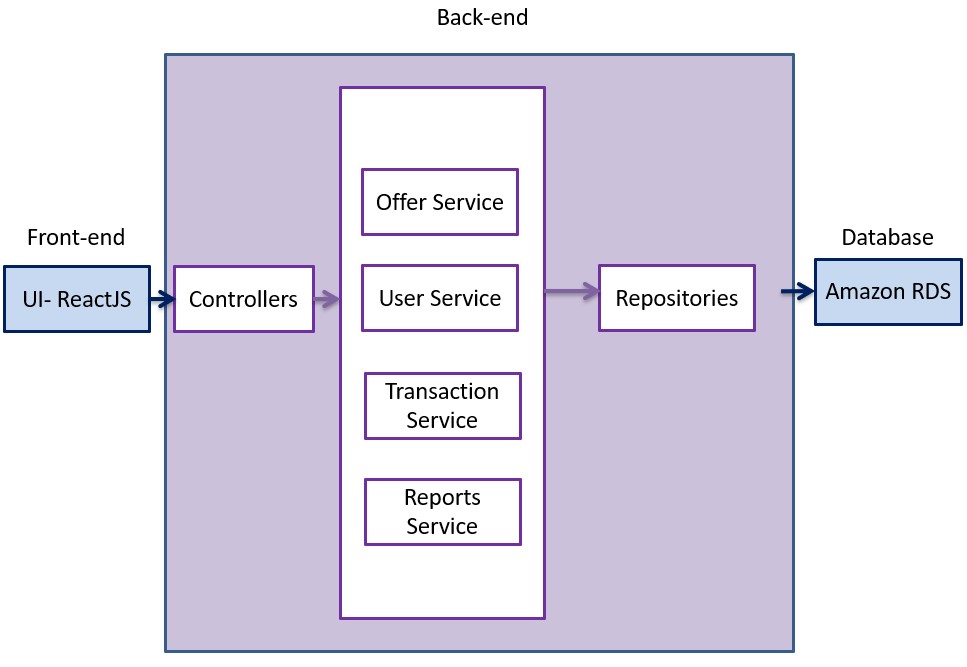 Back-end
Front-end
UI- ReactJS
Controllers
Offer Service
User Service
Transaction
Service
Reports
Service
Repositories
Database
Amazon RDS